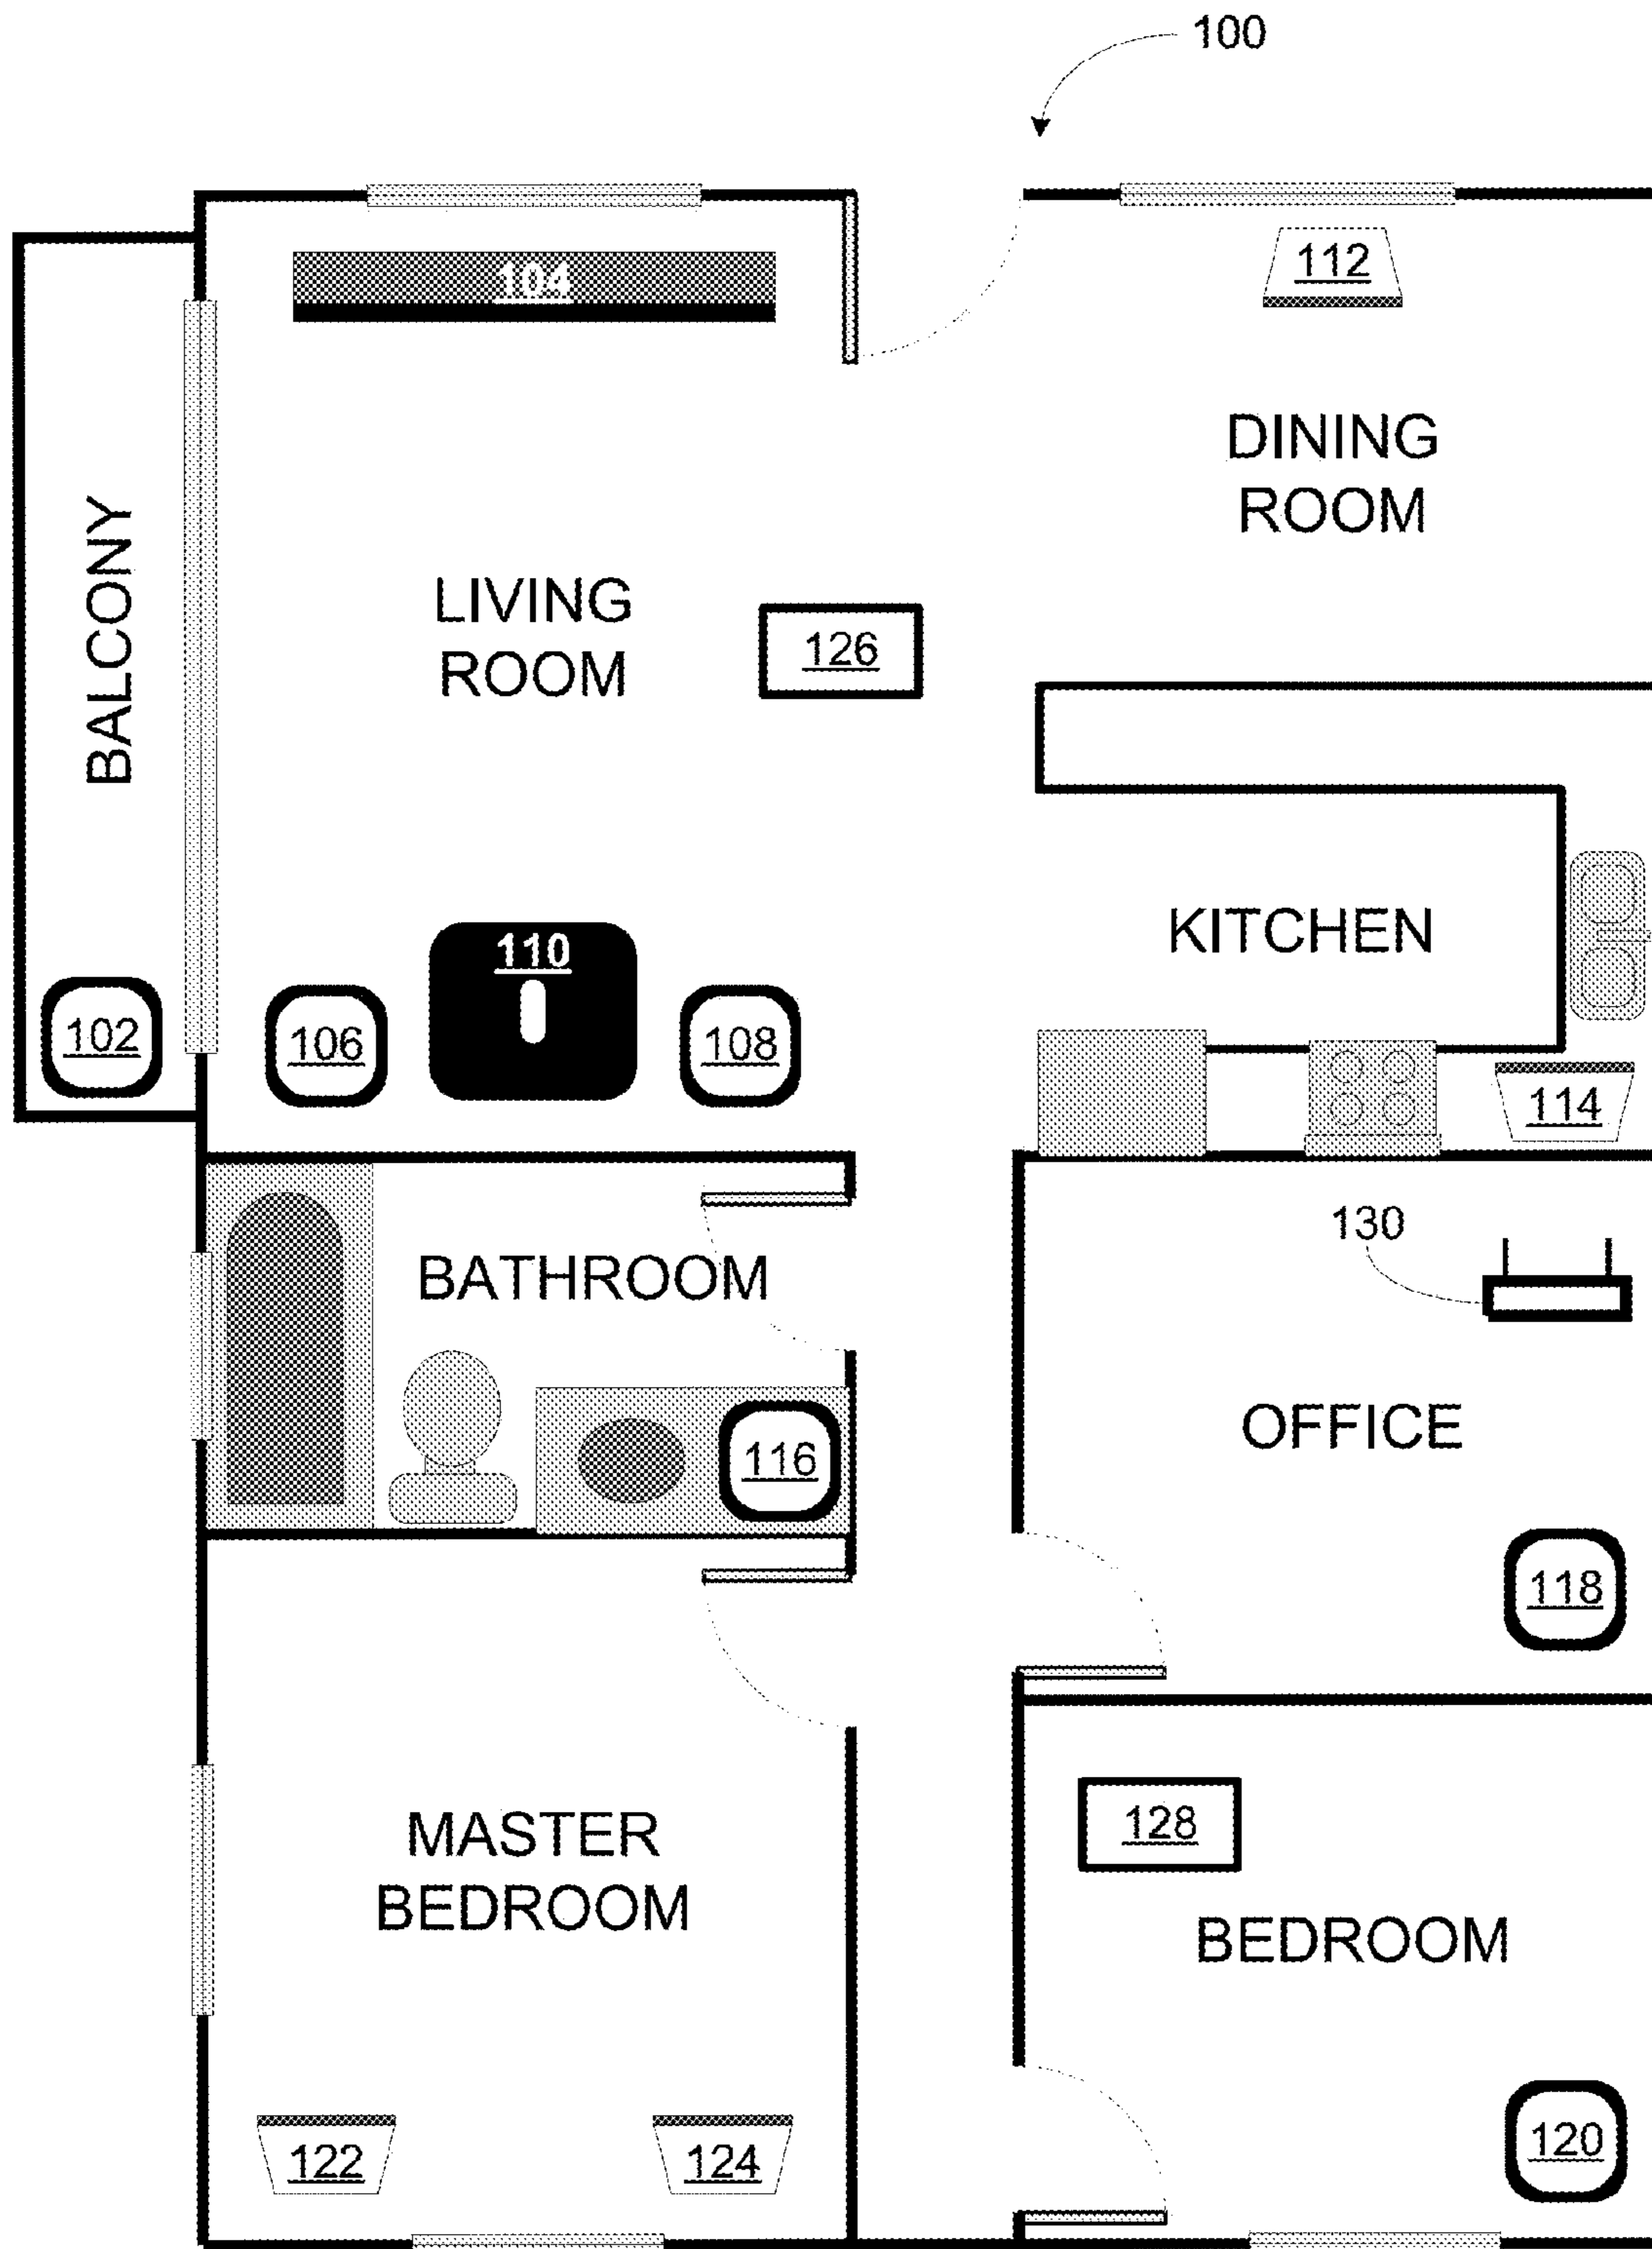 100
104
112
DINING
ROOM
BALCONY
LIVING
ROOM
126
KITCHEN
110
102
106
108
114
130
BATHROOM
OFFICE
116
118
128
MASTER
BEDROOM
BEDROOM
120
122
124